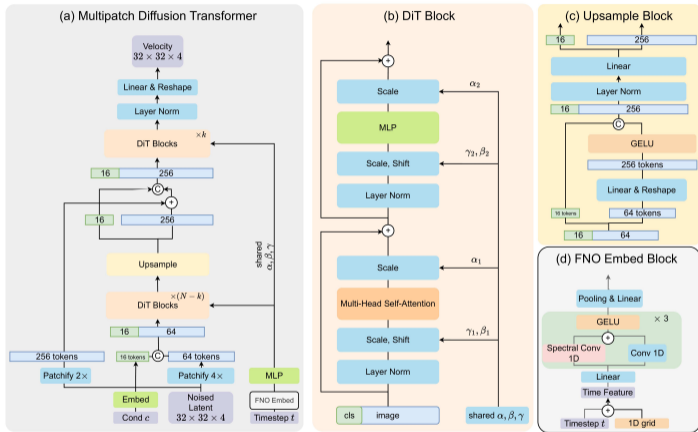 (a) Multipatch Diffusion Transformer
Velocity
32 × 32 × 4
Linear & Reshape
Layer Norm
×k
DiT Blocks
16 256
C
+
16 256
Upsample
shared
α, β, γ
×(N − k)
DiT Blocks
16 64
256 tokens 16 tokens C 64 tokens
Patchify 2× Patchify 4× MLP
Embed Noised FNO Embed
Cond c Latent Timestep t
32 × 32 × 4
(b) DiT Block
+
Scale α₂
MLP
Scale, Shift γ₂, β₂
Layer Norm
+
Scale α₁
Multi-Head Self-Attention
Scale, Shift γ₁, β₁
Layer Norm
cls image shared α, β, γ
(c) Upsample Block
16 256
Linear
Layer Norm
16 256
C
GELU
256 tokens
Linear & Reshape
16 tokens 64 tokens
16 64
(d) FNO Embed Block
Pooling & Linear
GELU × 3
+
Spectral Conv
1D
Conv 1D
Linear
Time Feature
+
Timestep t 1D grid